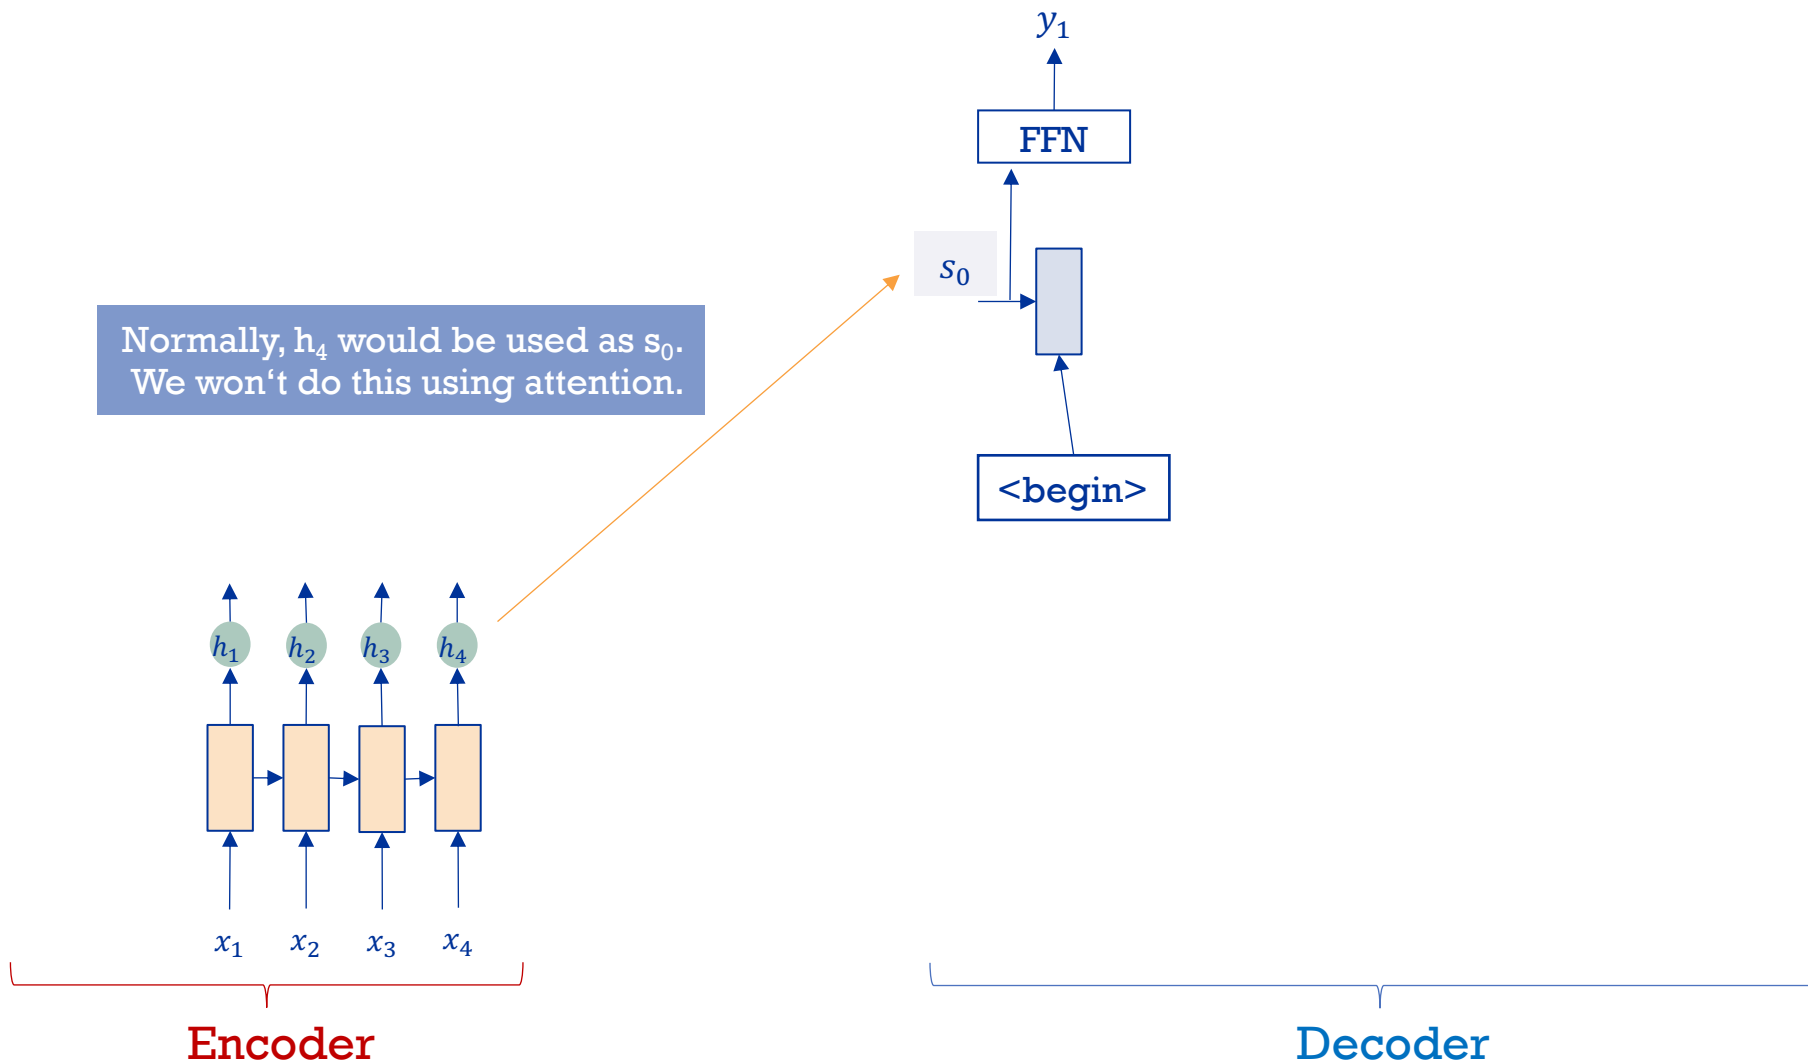 y₁
FFN
s₀
Normally, h₄ would be used as s₀.
We won‘t do this using attention.
<begin>
h₁ h₂ h₃ h₄
x₁ x₂ x₃ x₄
Encoder
Decoder